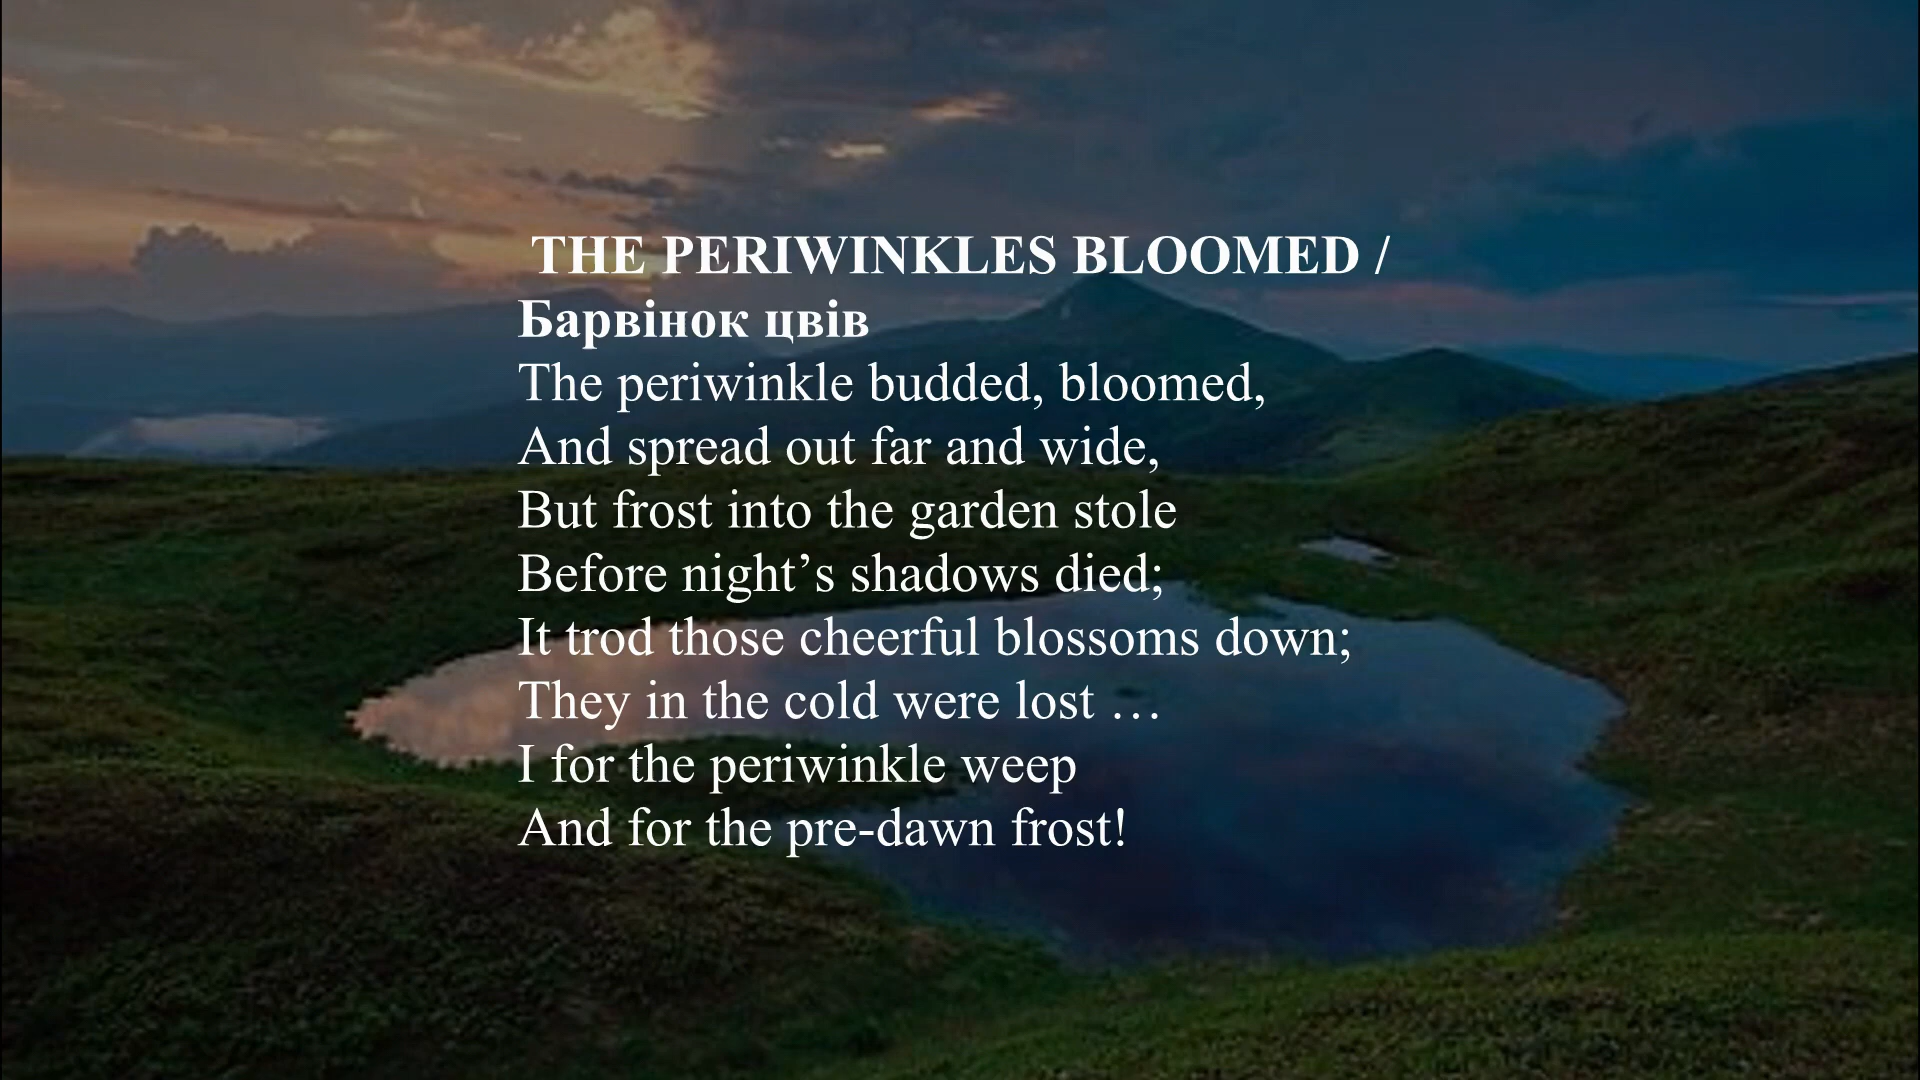 THE PERIWINKLES BLOOMED /
Барвінок цвів
The periwinkle budded, bloomed,
And spread out far and wide,
But frost into the garden stole
Before night’s shadows died;
It trod those cheerful blossoms down;
They in the cold were lost …
I for the periwinkle weep
And for the pre-dawn frost!